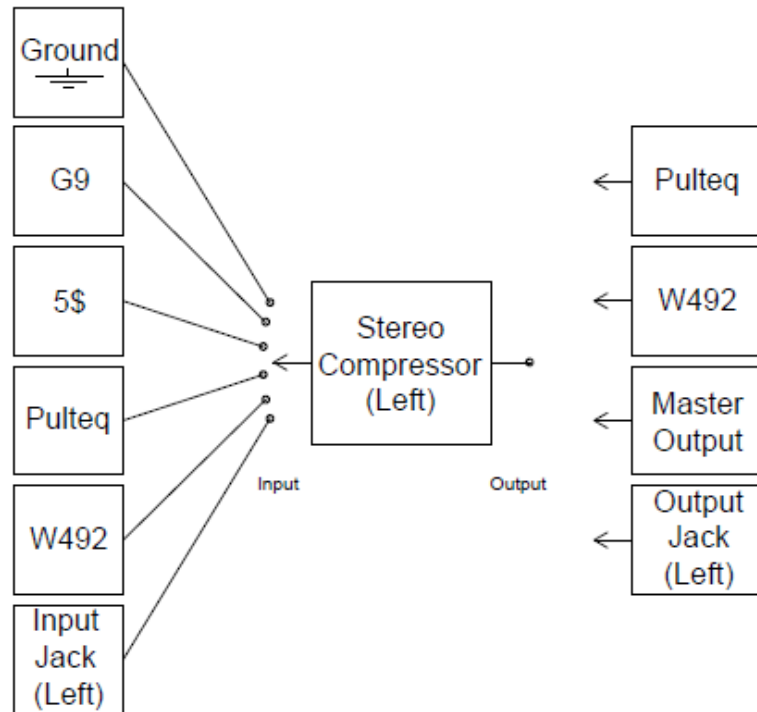 Ground
G9
5$
Pulteq
W492
Input
Jack
(Left)
Stereo
Compressor
(Left)
Input
Output
Pulteq
W492
Master
Output
Output
Jack
(Left)